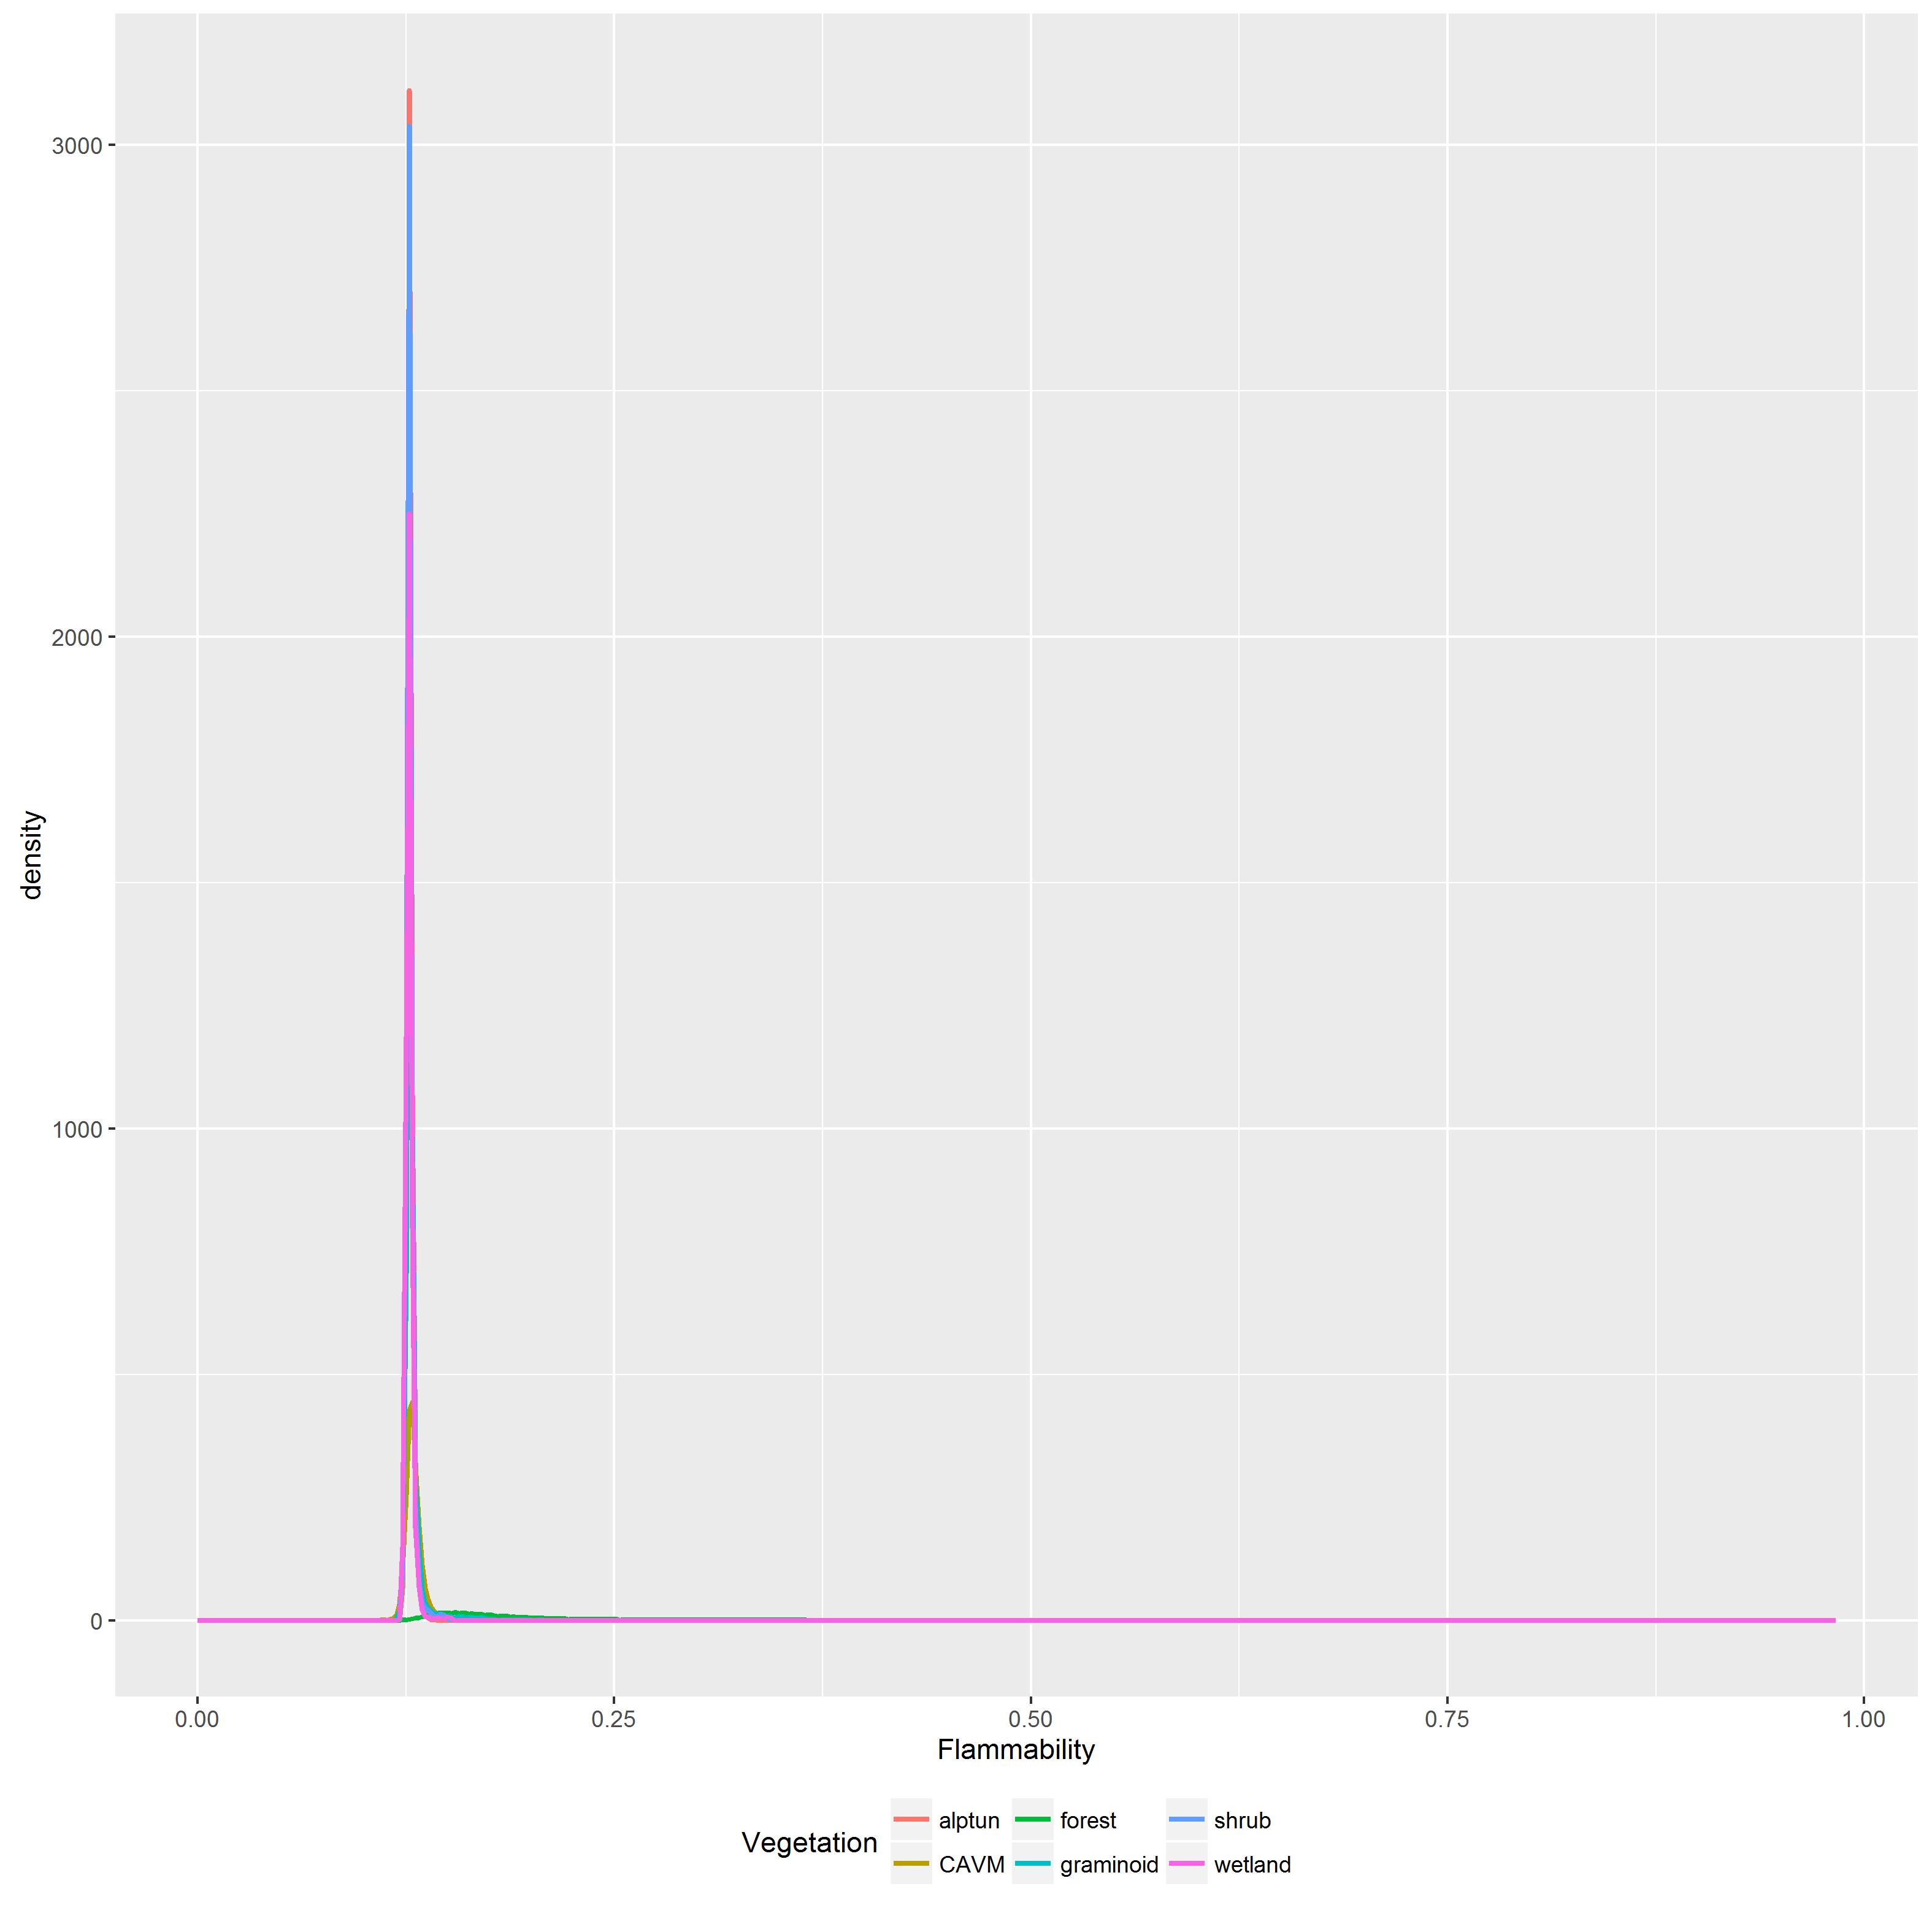 3000
2000
1000
0
density
0.00 0.25 0.50 0.75 1.00
Flammability
Vegetation
alptun forest shrub
CAVM graminoid wetland